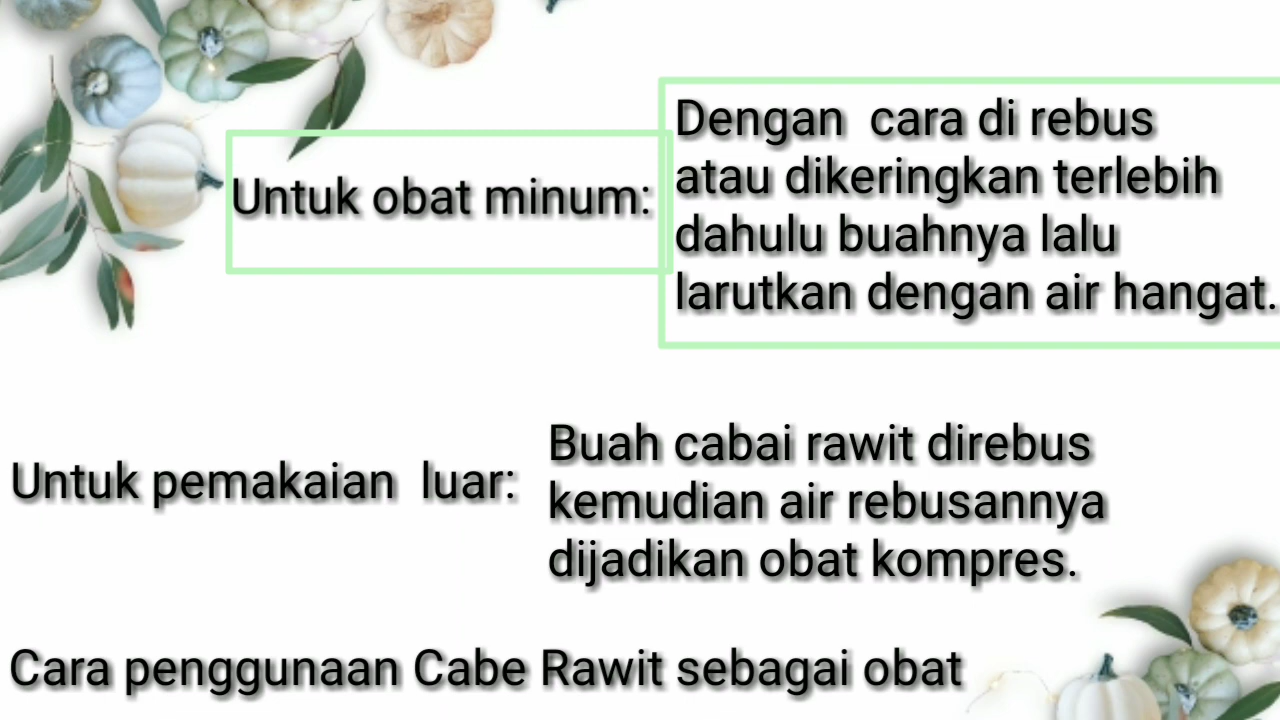 Untuk obat minum:
Dengan  cara di rebus
atau dikeringkan terlebih
dahulu buahnya lalu
larutkan dengan air hangat.
Untuk pemakaian  luar:
Buah cabai rawit direbus
kemudian air rebusannya
dijadikan obat kompres.
Cara penggunaan Cabe Rawit sebagai obat